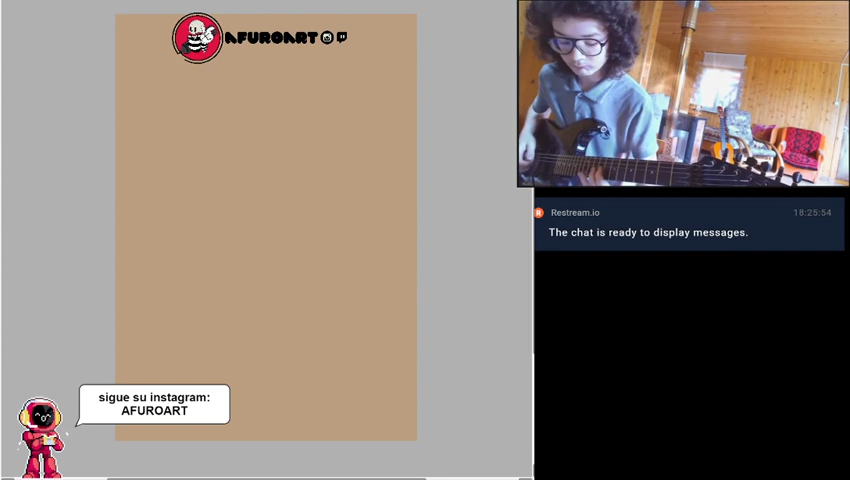 AFUROART
Restream.io 18:25:54
The chat is ready to display messages.
sigue su instagram:
AFUROART